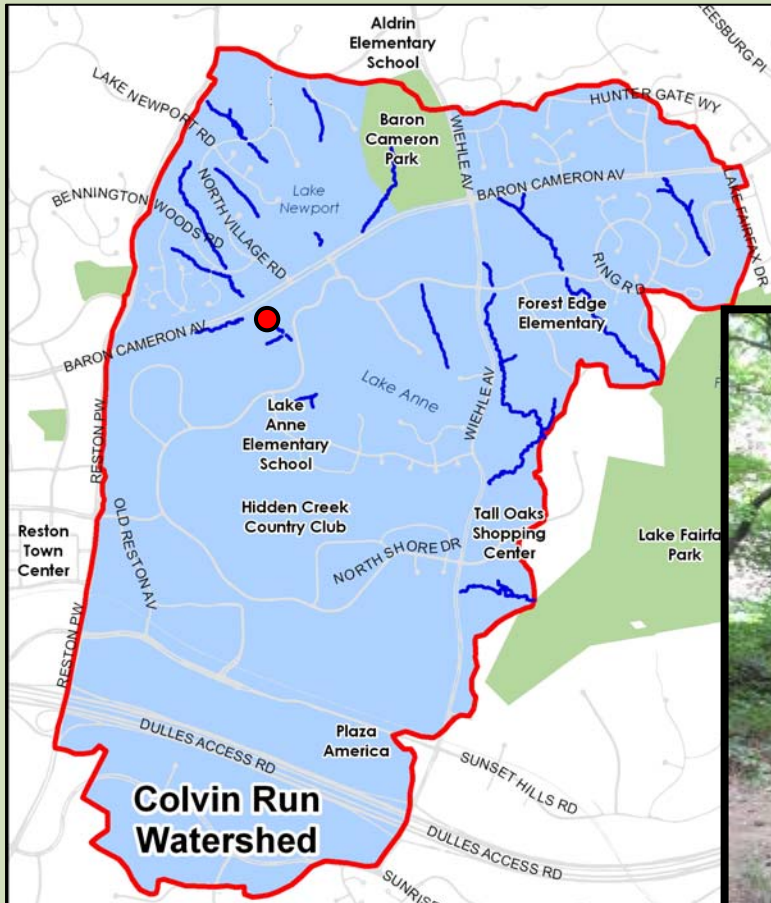 Aldrin
Elementary
School
LEESBURG PI
LAKE NEWPORT RD
HUNTER GATE WY
Baron
Cameron
Park
WIEHLE AV
BARON CAMERON AV
LAKE FAIRFAX DR
Lake
Newport
BENNINGTON WOODS RD
NORTH VILLAGE RD
RING RD
Forest Edge
Elementary
BARON CAMERON AV
Lake Anne
WIEHLE AV
Lake
Anne
Elementary
School
RESTON PW
OLD RESTON AV
Hidden Creek
Country Club
Tall Oaks
Shopping
Center
Reston
Town
Center
NORTH SHORE DR
Lake Fairfa
Park
RESTON PW
DULLES ACCESS RD
Plaza
America
SUNSET HILLS RD
Colvin Run
Watershed
DULLES ACCESS RD
SUNRISE